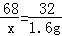 68/x = 32/1.6g